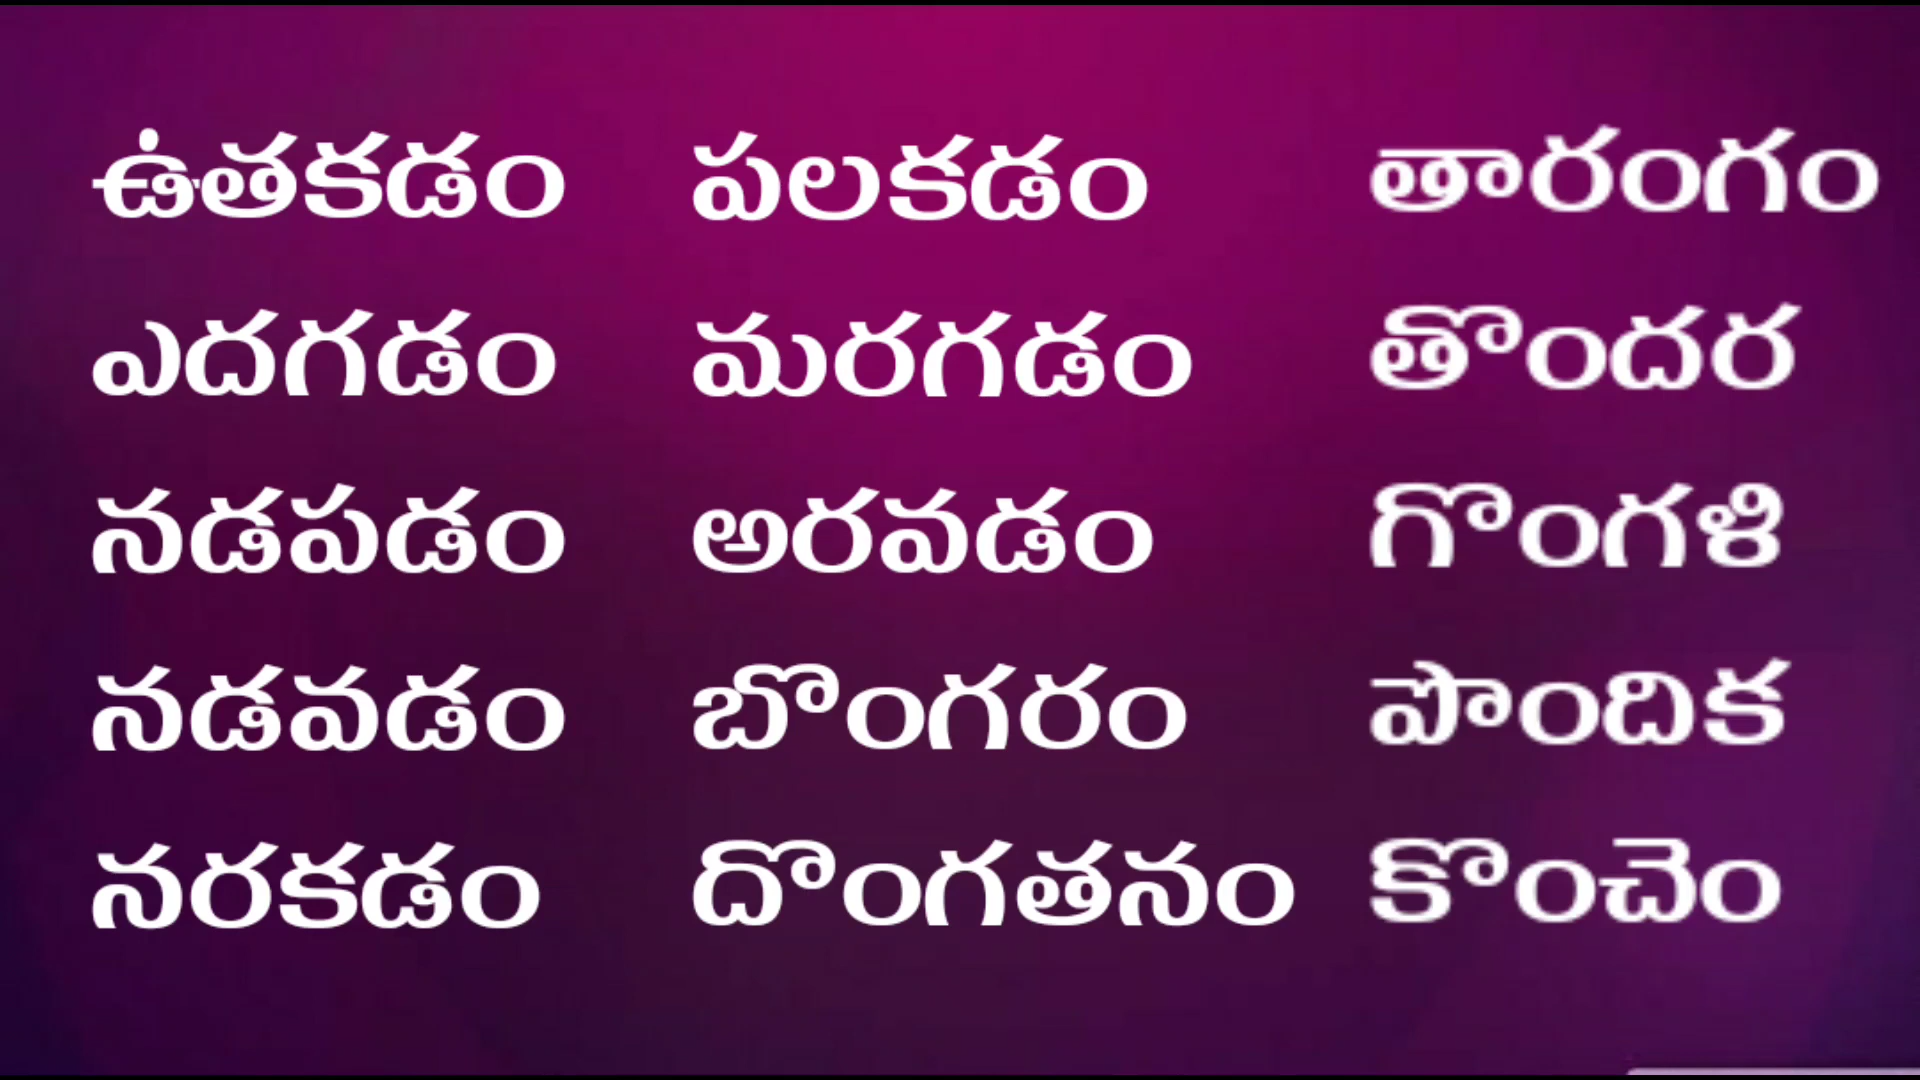 ఉతకడం పలకడం తారంగం
ఎదగడం మరగడం తొందర
నడపడం అరవడం గొంగళి
నడవడం బొంగరం పొందిక
నరకడం దొంగతనం కొంచెం